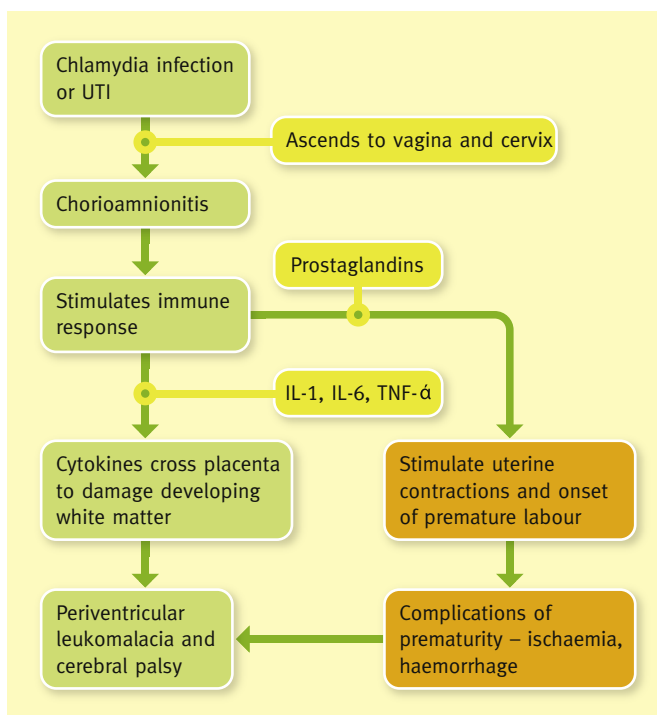 Chlamydia infection
or UTI
Ascends to vagina and cervix
Chorioamnionitis
Prostaglandins
Stimulates immune
response
IL-1, IL-6, TNF-ά
Cytokines cross placenta
to damage developing
white matter
Stimulate uterine
contractions and onset
of premature labour
Periventricular
leukomalacia and
cerebral palsy
Complications of
prematurity – ischaemia,
haemorrhage